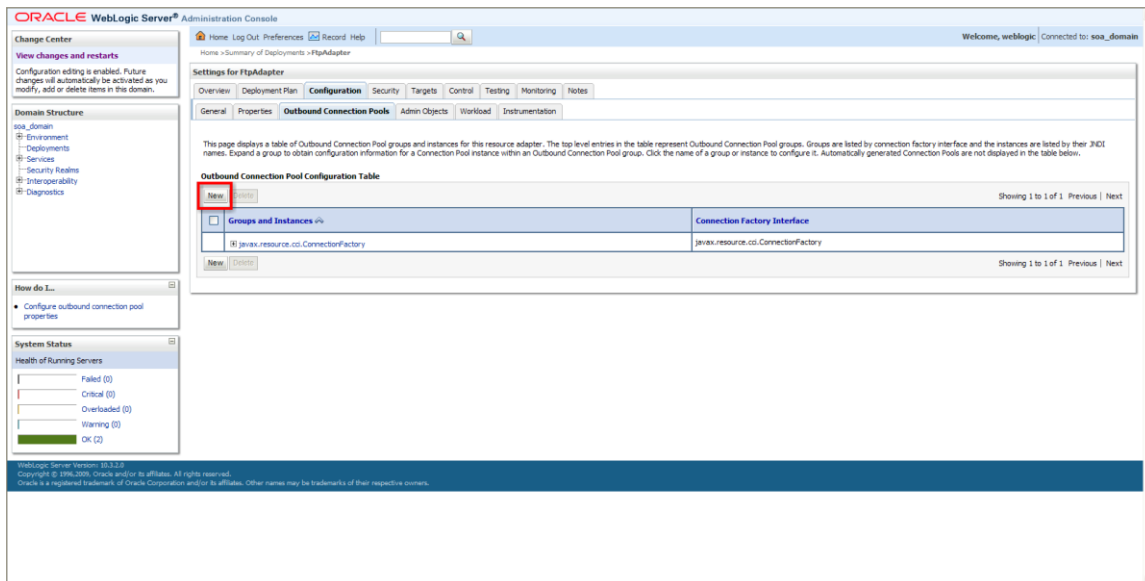 ORACLE WebLogic Server® Administration Console
Change Center
View changes and restarts
Configuration editing is enabled. Future
changes will automatically be activated as you
modify, add or delete items in this domain.
Domain Structure
soa_domain
Environment
Deployments
Services
Security Realms
Interoperability
Diagnostics
How do I...
Configure outbound connection pool
properties
System Status
Health of Running Servers
Failed (0)
Critical (0)
Overloaded (0)
Warning (0)
OK (2)
Home Log Out Preferences Record Help
Welcome, weblogic Connected to: soa_domain
Home >Summary of Deployments >FtpAdapter
Settings for FtpAdapter
Overview Deployment Plan Configuration Security Targets Control Testing Monitoring Notes
General Properties Outbound Connection Pools Admin Objects Workload Instrumentation
This page displays a table of Outbound Connection Pool groups and instances for this resource adapter. The top level entries in the table represent Outbound Connection Pool groups. Groups are listed by connection factory interface and the instances are listed by their JNDI
names. Expand a group to obtain configuration information for a Connection Pool instance within an Outbound Connection Pool group. Click the name of a group or instance to configure it. Automatically generated Connection Pools are not displayed in the table below.
Outbound Connection Pool Configuration Table
New Delete Showing 1 to 1 of 1 Previous | Next
Groups and Instances Connection Factory Interface
javax.resource.cci.ConnectionFactory javax.resource.cci.ConnectionFactory
New Delete Showing 1 to 1 of 1 Previous | Next
WebLogic Server Version: 10.3.2.0
Copyright © 1996,2009, Oracle and/or its affiliates. All rights reserved.
Oracle is a registered trademark of Oracle Corporation and/or its affiliates. Other names may be trademarks of their respective owners.